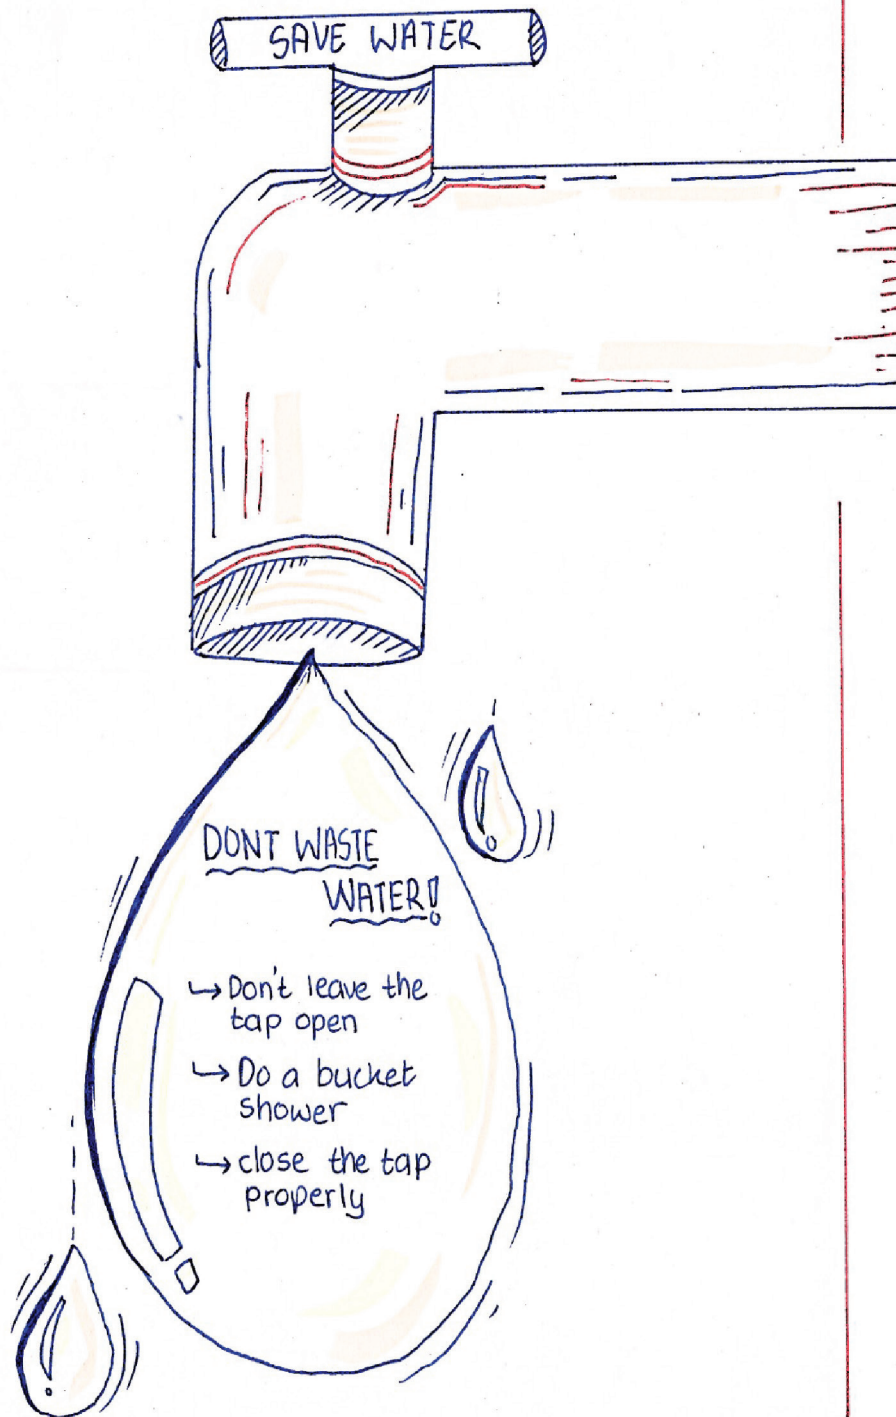 SAVE WATER
DONT WASTE
WATER!
↳ Don't leave the
tap open
↳ Do a bucket
shower
↳ close the tap
properly